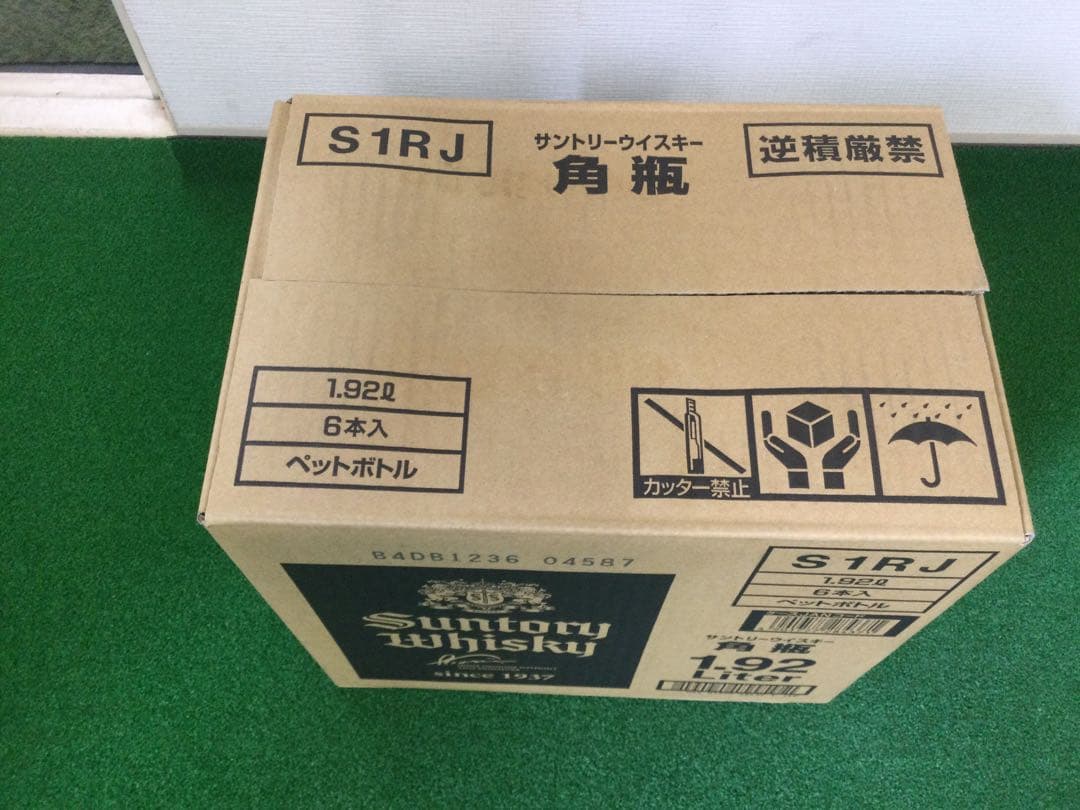 S1RJ
サントリーウイスキー
角瓶
逆積厳禁
1.92ℓ
6本入
ペットボトル
カッター禁止
B4DB1236 04587
Suntory
Whisky
since 1937
S1RJ
1.92ℓ
6本入
ペットボトル
サントリーウイスキー
角瓶
1.92
Liter